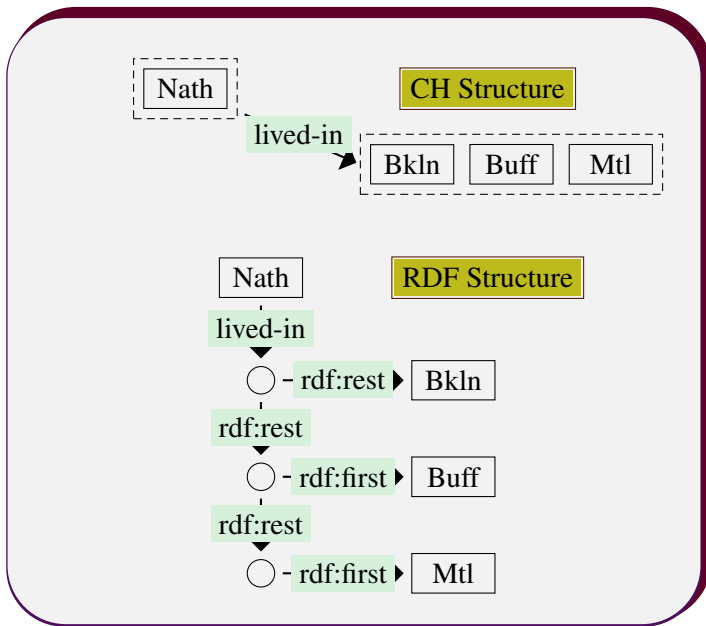 Nath
CH Structure
lived-in
Bkln Buff Mtl
Nath
RDF Structure
lived-in
rdf:rest
Bkln
rdf:rest
rdf:first
Buff
rdf:rest
rdf:first
Mtl